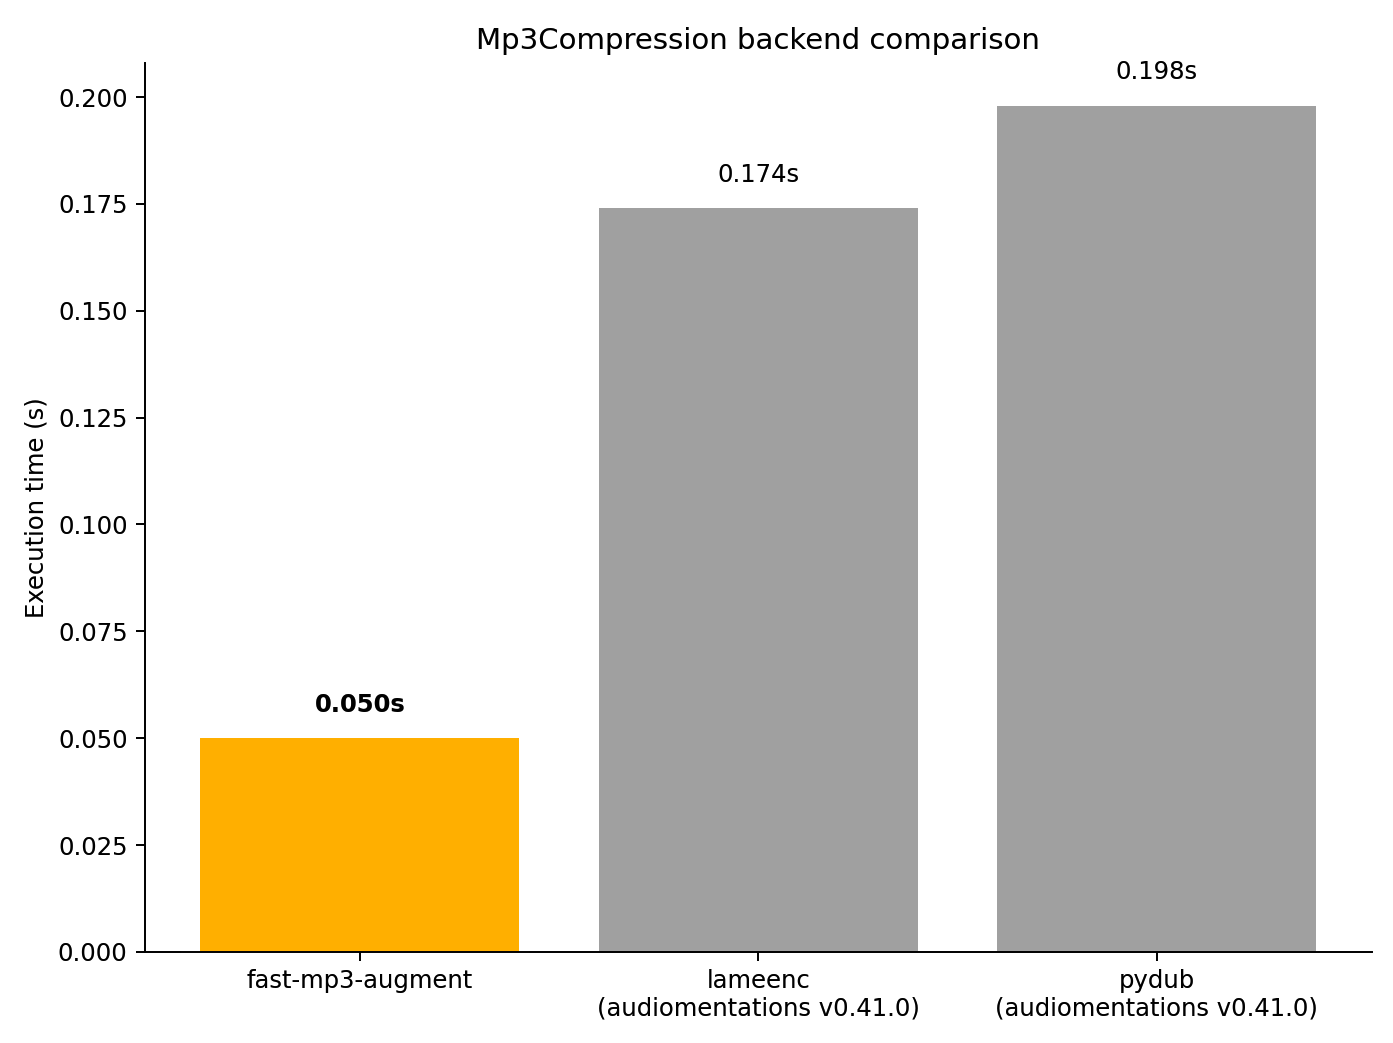 Mp3Compression backend comparison
0.198s
0.200
0.174s
0.175
0.150
0.125
Execution time (s)
0.100
0.075
0.050s
0.050
0.025
0.000
fast-mp3-augment
lameenc
(audiomentations v0.41.0)
pydub
(audiomentations v0.41.0)